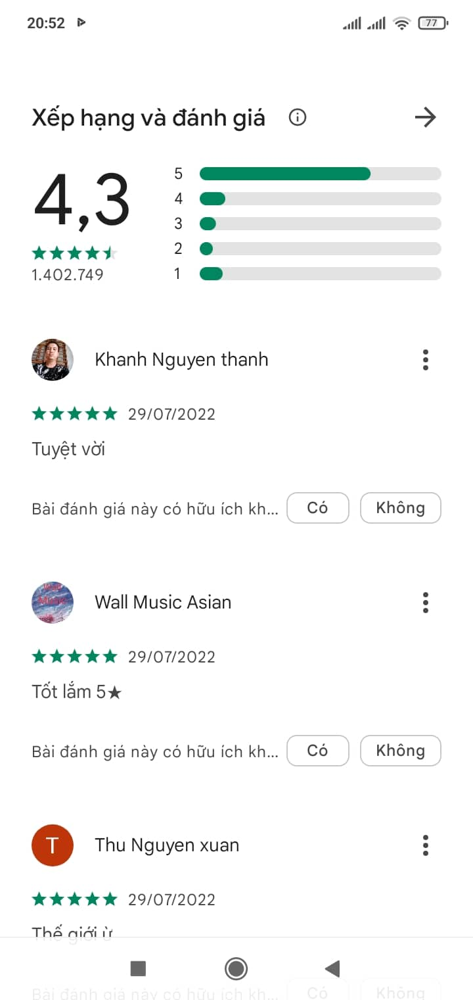 20:52
77
Xếp hạng và đánh giá
4,3
5
4
3
2
1
1.402.749
Khanh Nguyen thanh
29/07/2022
Tuyệt vời
Bài đánh giá này có hữu ích kh... Có Không
Wall Music Asian
29/07/2022
Tốt lắm 5★
Bài đánh giá này có hữu ích kh... Có Không
T Thu Nguyen xuan
29/07/2022
Thế giới ừ
Bài đánh giá này có hữu ích kh... Có Không